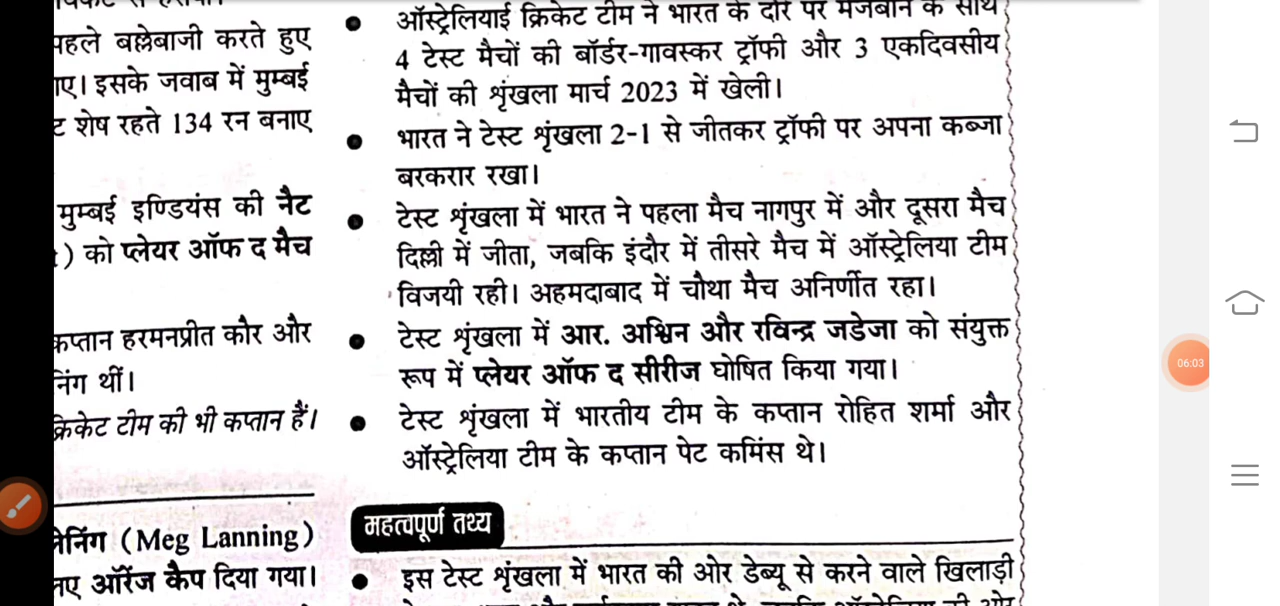 पहले बल्लेबाजी करते हुए
गए। इसके जवाब में मुम्बई
ट शेष रहते 134 रन बनाए
मुम्बई इण्डियंस की नैट
) को प्लेयर ऑफ द मैच
कप्तान हरमनप्रीत कौर और
निंग थीं।
क्रिकेट टीम की भी कप्तान हैं।
लेनिंग (Meg Lanning)
लिए ऑरेंज कैप दिया गया।
ऑस्ट्रेलियाई क्रिकेट टीम ने भारत के दौरे पर मेजबान के साथ
4 टेस्ट मैचों की बॉर्डर-गावस्कर ट्रॉफी और 3 एकदिवसीय
मैचों की शृंखला मार्च 2023 में खेली।
भारत ने टेस्ट शृंखला 2-1 से जीतकर ट्रॉफी पर अपना कब्जा
बरकरार रखा।
टेस्ट शृंखला में भारत ने पहला मैच नागपुर में और दूसरा मैच
दिल्ली में जीता, जबकि इंदौर में तीसरे मैच में ऑस्ट्रेलिया टीम
विजयी रही। अहमदाबाद में चौथा मैच अनिर्णीत रहा।
टेस्ट शृंखला में आर. अश्विन और रविन्द्र जडेजा को संयुक्त
रूप में प्लेयर ऑफ द सीरीज घोषित किया गया।
टेस्ट शृंखला में भारतीय टीम के कप्तान रोहित शर्मा और
ऑस्ट्रेलिया टीम के कप्तान पेट कमिंस थे।
महत्वपूर्ण तथ्य
इस टेस्ट शृंखला में भारत की ओर डेब्यू से करने वाले खिलाड़ी
06:03